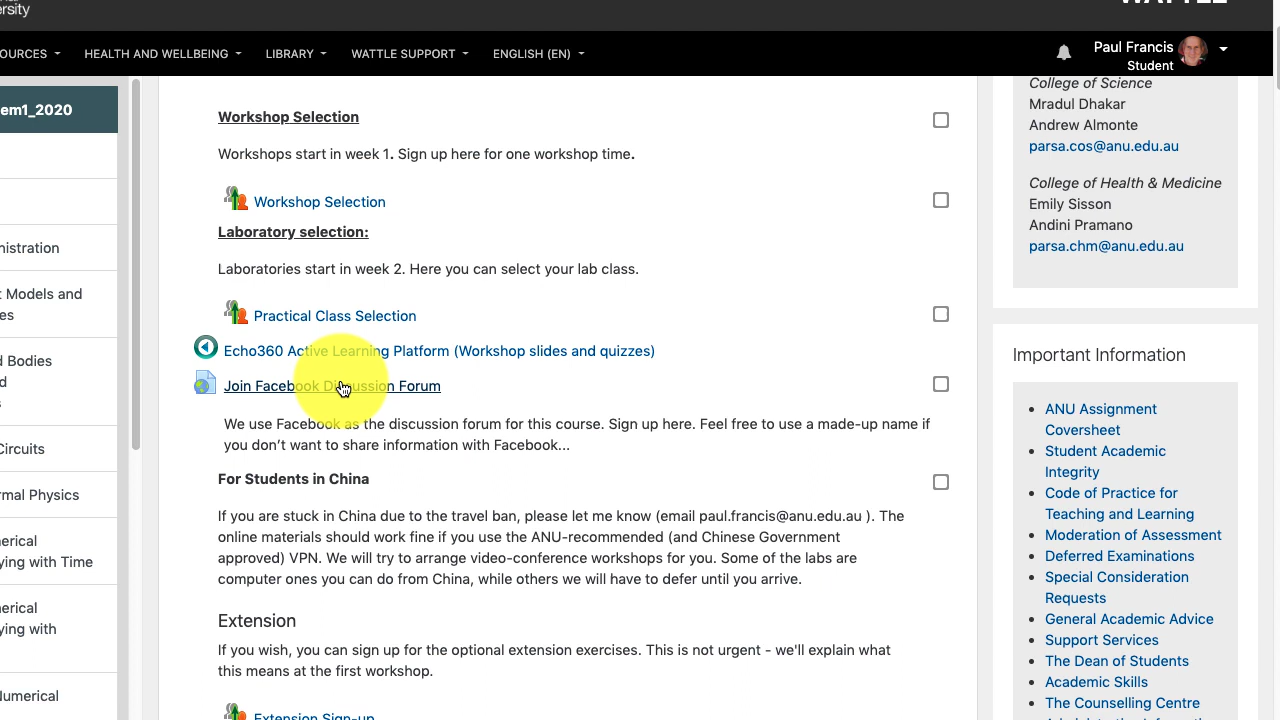 ersity
OURCES
HEALTH AND WELLBEING
LIBRARY
WATTLE SUPPORT
ENGLISH (EN)
Paul Francis
Student
em1_2020
nistration
t Models and
es
d Bodies
d
s
Circuits
rmal Physics
erical
ying with Time
erical
ying with
Numerical
Workshop Selection
Workshops start in week 1. Sign up here for one workshop time.
Workshop Selection
Laboratory selection:
Laboratories start in week 2. Here you can select your lab class.
Practical Class Selection
Echo360 Active Learning Platform (Workshop slides and quizzes)
Join Facebook Discussion Forum
We use Facebook as the discussion forum for this course. Sign up here. Feel free to use a made-up name if
you don't want to share information with Facebook...
For Students in China
If you are stuck in China due to the travel ban, please let me know (email paul.francis@anu.edu.au ). The
online materials should work fine if you use the ANU-recommended (and Chinese Government
approved) VPN. We will try to arrange video-conference workshops for you. Some of the labs are
computer ones you can do from China, while others we will have to defer until you arrive.
Extension
If you wish, you can sign up for the optional extension exercises. This is not urgent - we'll explain what
this means at the first workshop.
Extension Sign-up
College of Science
Mradul Dhakar
Andrew Almonte
parsa.cos@anu.edu.au
College of Health & Medicine
Emily Sisson
Andini Pramano
parsa.chm@anu.edu.au
Important Information
ANU Assignment
Coversheet
Student Academic
Integrity
Code of Practice for
Teaching and Learning
Moderation of Assessment
Deferred Examinations
Special Consideration
Requests
General Academic Advice
Support Services
The Dean of Students
Academic Skills
The Counselling Centre